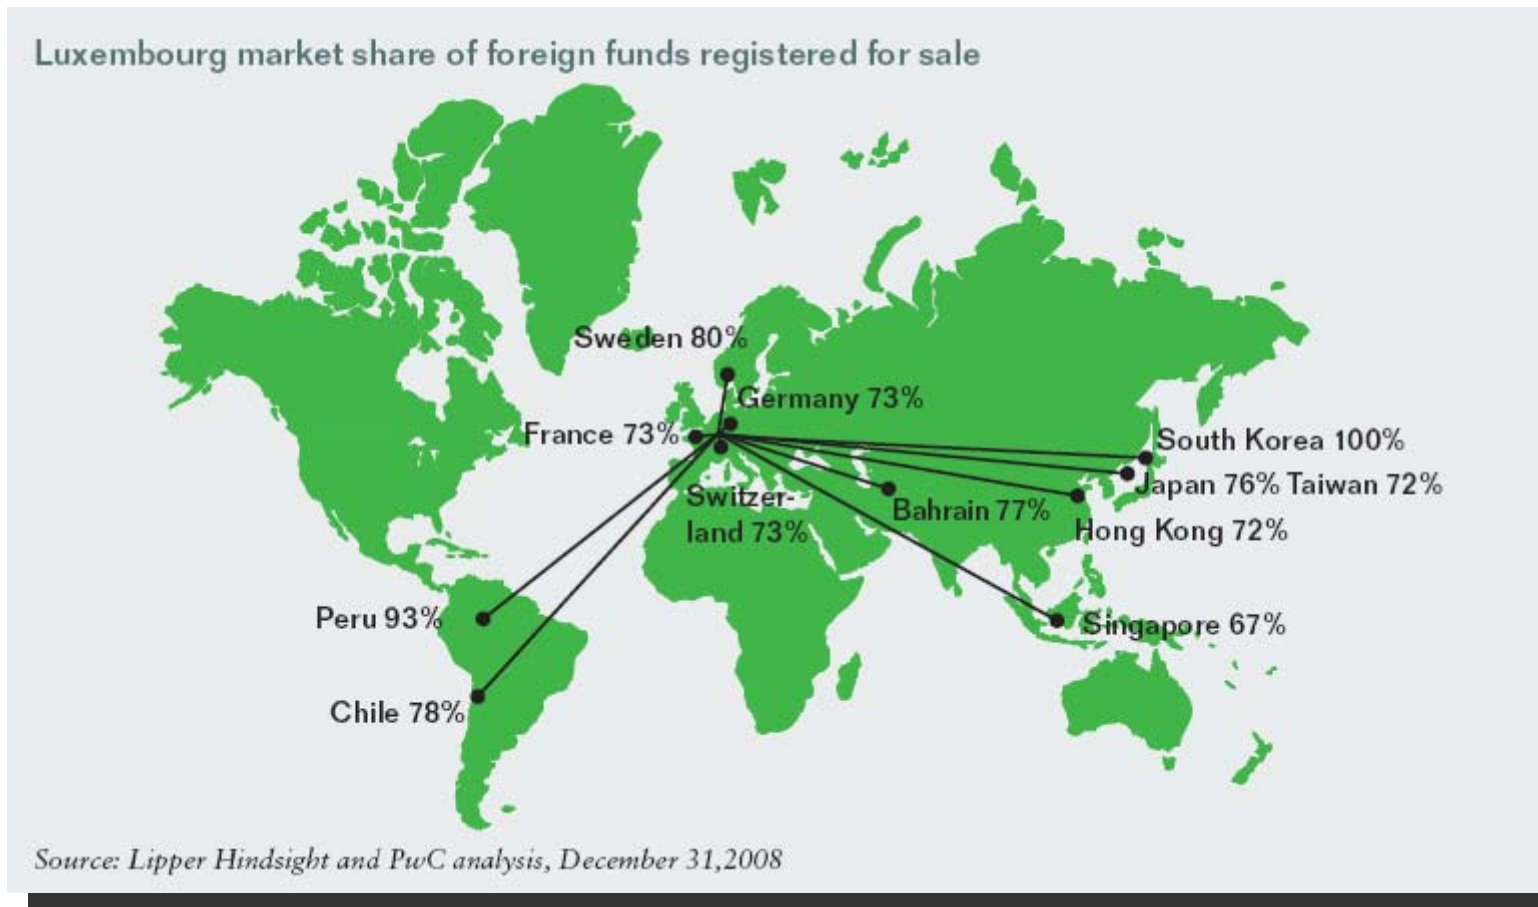 Luxembourg market share of foreign funds registered for sale
Sweden 80%
Germany 73%
France 73%
South Korea 100%
Japan 76% Taiwan 72%
Switzer-
land 73%
Bahrain 77%
Hong Kong 72%
Peru 93%
Singapore 67%
Chile 78%
Source: Lipper Hindsight and PwC analysis, December 31,2008